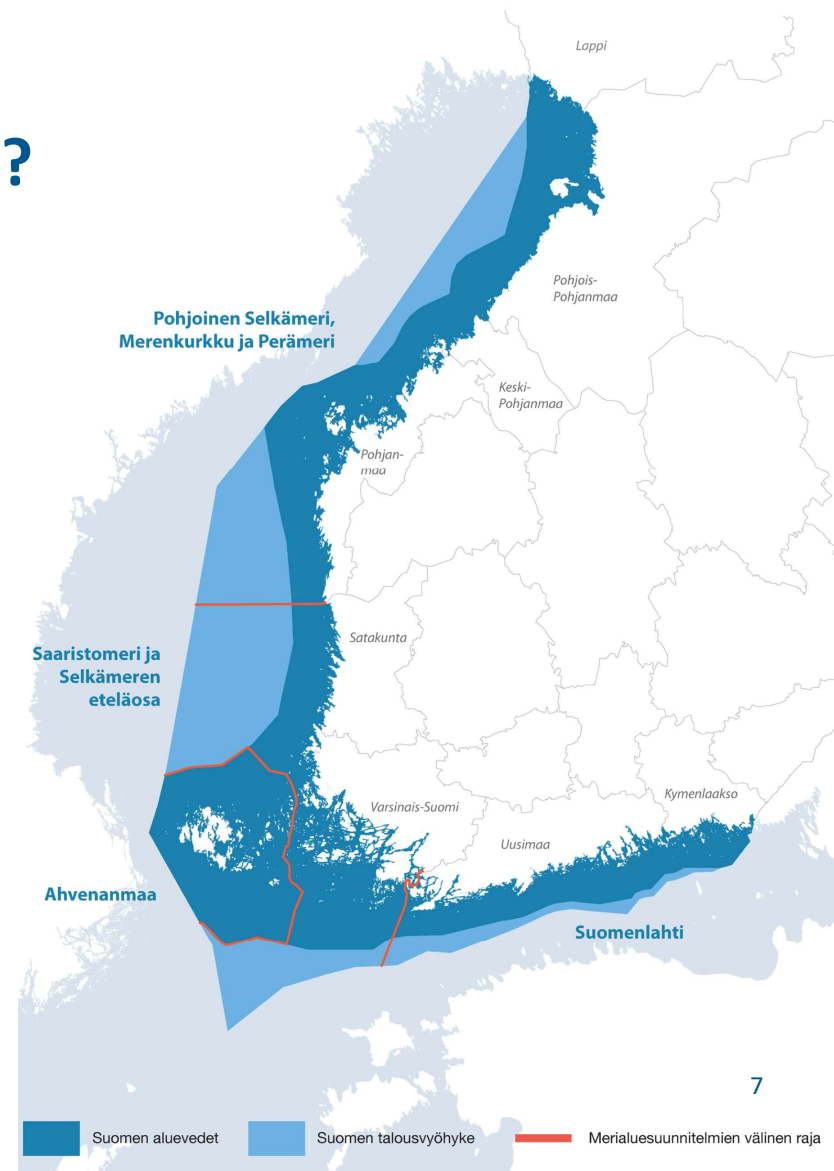 ?
Lappi
Pohjois-
Pohjanmaa
Pohjoinen Selkämeri,
Merenkurkku ja Perämeri
Keski-
Pohjanmaa
Pohjan-
maa
Satakunta
Saaristomeri ja
Selkämeren
eteläosa
Varsinais-Suomi
Kymenlaakso
Uusimaa
Ahvenanmaa
Suomenlahti
7
Suomen aluevedet
Suomen talousvyöhyke
Merialuesuunnitelmien välinen raja